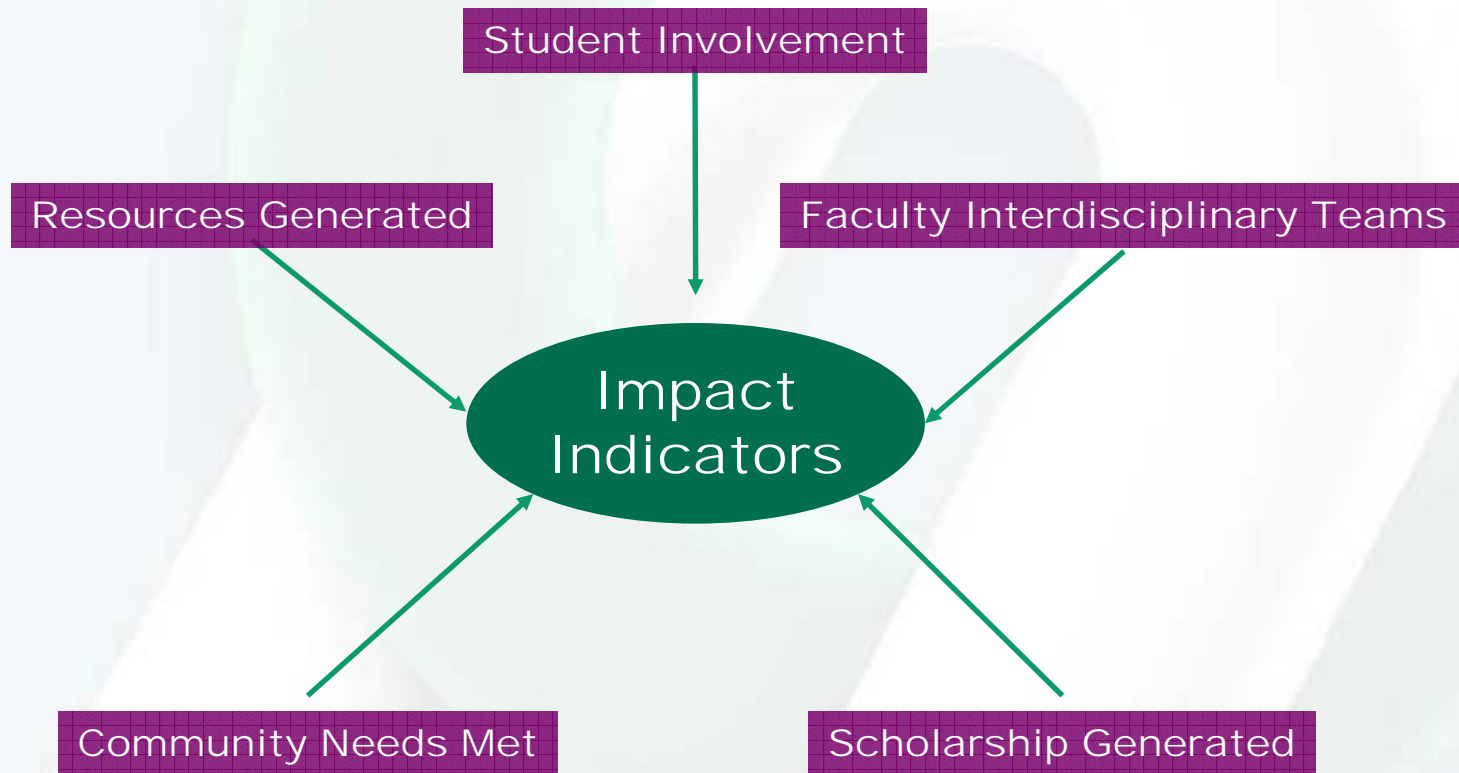 Student Involvement
Resources Generated
Faculty Interdisciplinary Teams
Impact
Indicators
Community Needs Met
Scholarship Generated